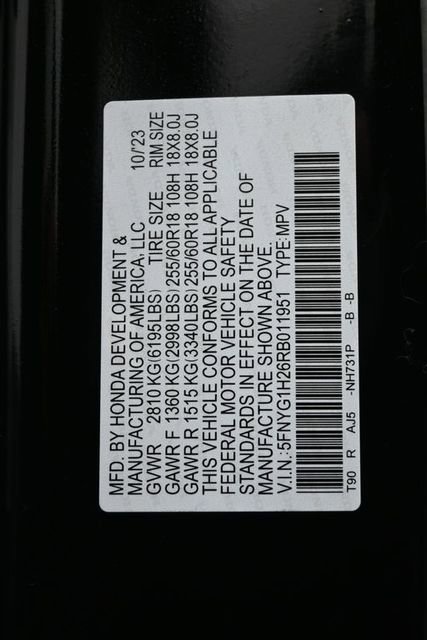 MFD. BY HONDA DEVELOPMENT &
MANUFACTURING OF AMERICA, LLC 10/'23
GVWR 2810 KG(6195LBS) TIRE SIZE RIM SIZE
GAWR F 1360 KG(2998LBS) 255/60R18 108H 18X8.0J
GAWR R 1515 KG(3340LBS) 255/60R18 108H 18X8.0J
THIS VEHICLE CONFORMS TO ALL APPLICABLE
FEDERAL MOTOR VEHICLE SAFETY
STANDARDS IN EFFECT ON THE DATE OF
MANUFACTURE SHOWN ABOVE.
V.I.N.:5FNYG1H26RB011951 TYPE:MPV
T90 R AJ5 -NH731P -B -B